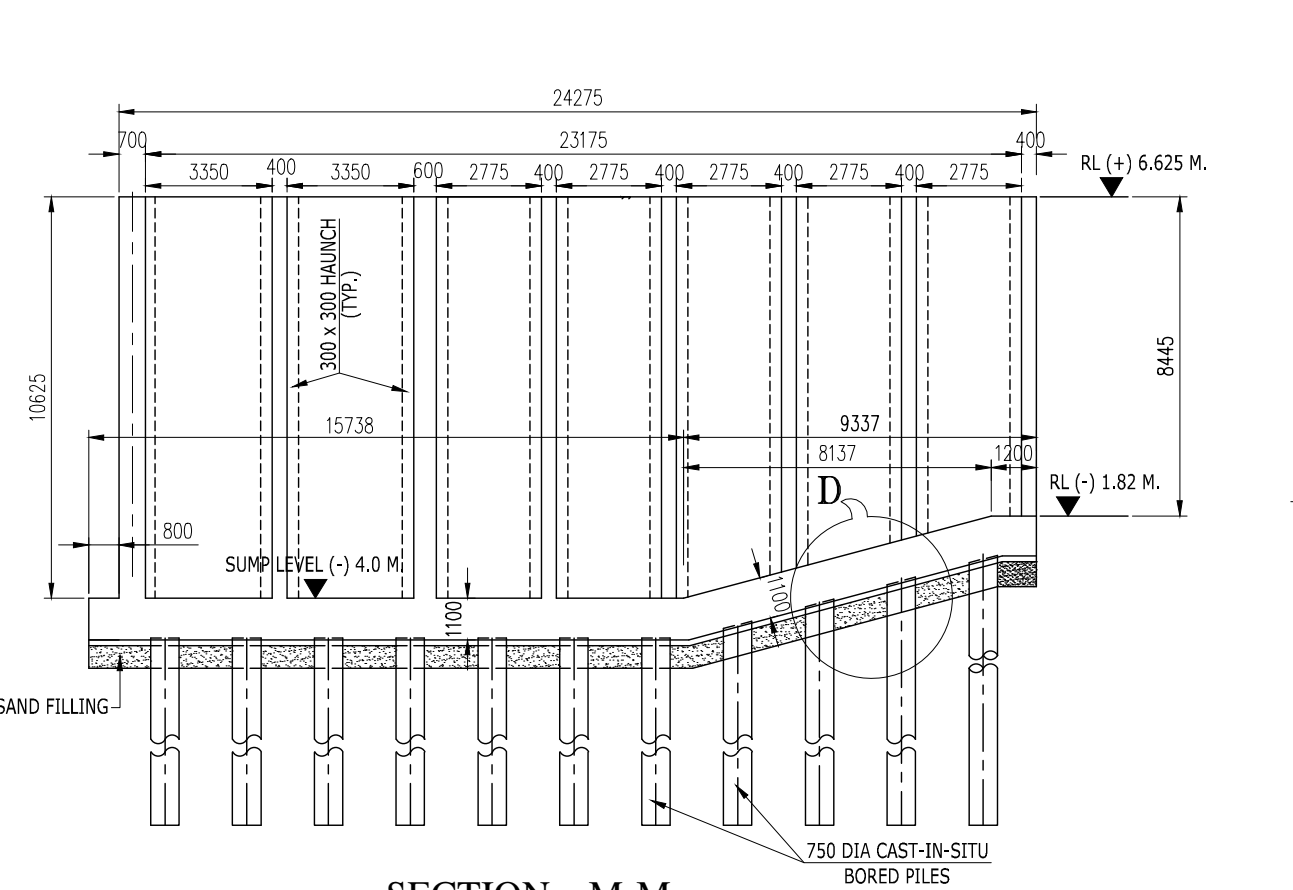 24275
700
23175
400
3350
400
3350
600
2775
400
2775
400
2775
400
2775
400
2775
RL (+) 6.625 M.
300 x 300 HAUNCH
(TYP.)
10625
8445
15738
9337
8137
1200
D
RL (-) 1.82 M.
800
SUMP LEVEL (-) 4.0 M.
1100
1100
SAND FILLING
750 DIA CAST-IN-SITU
BORED PILES
SECTION M-M